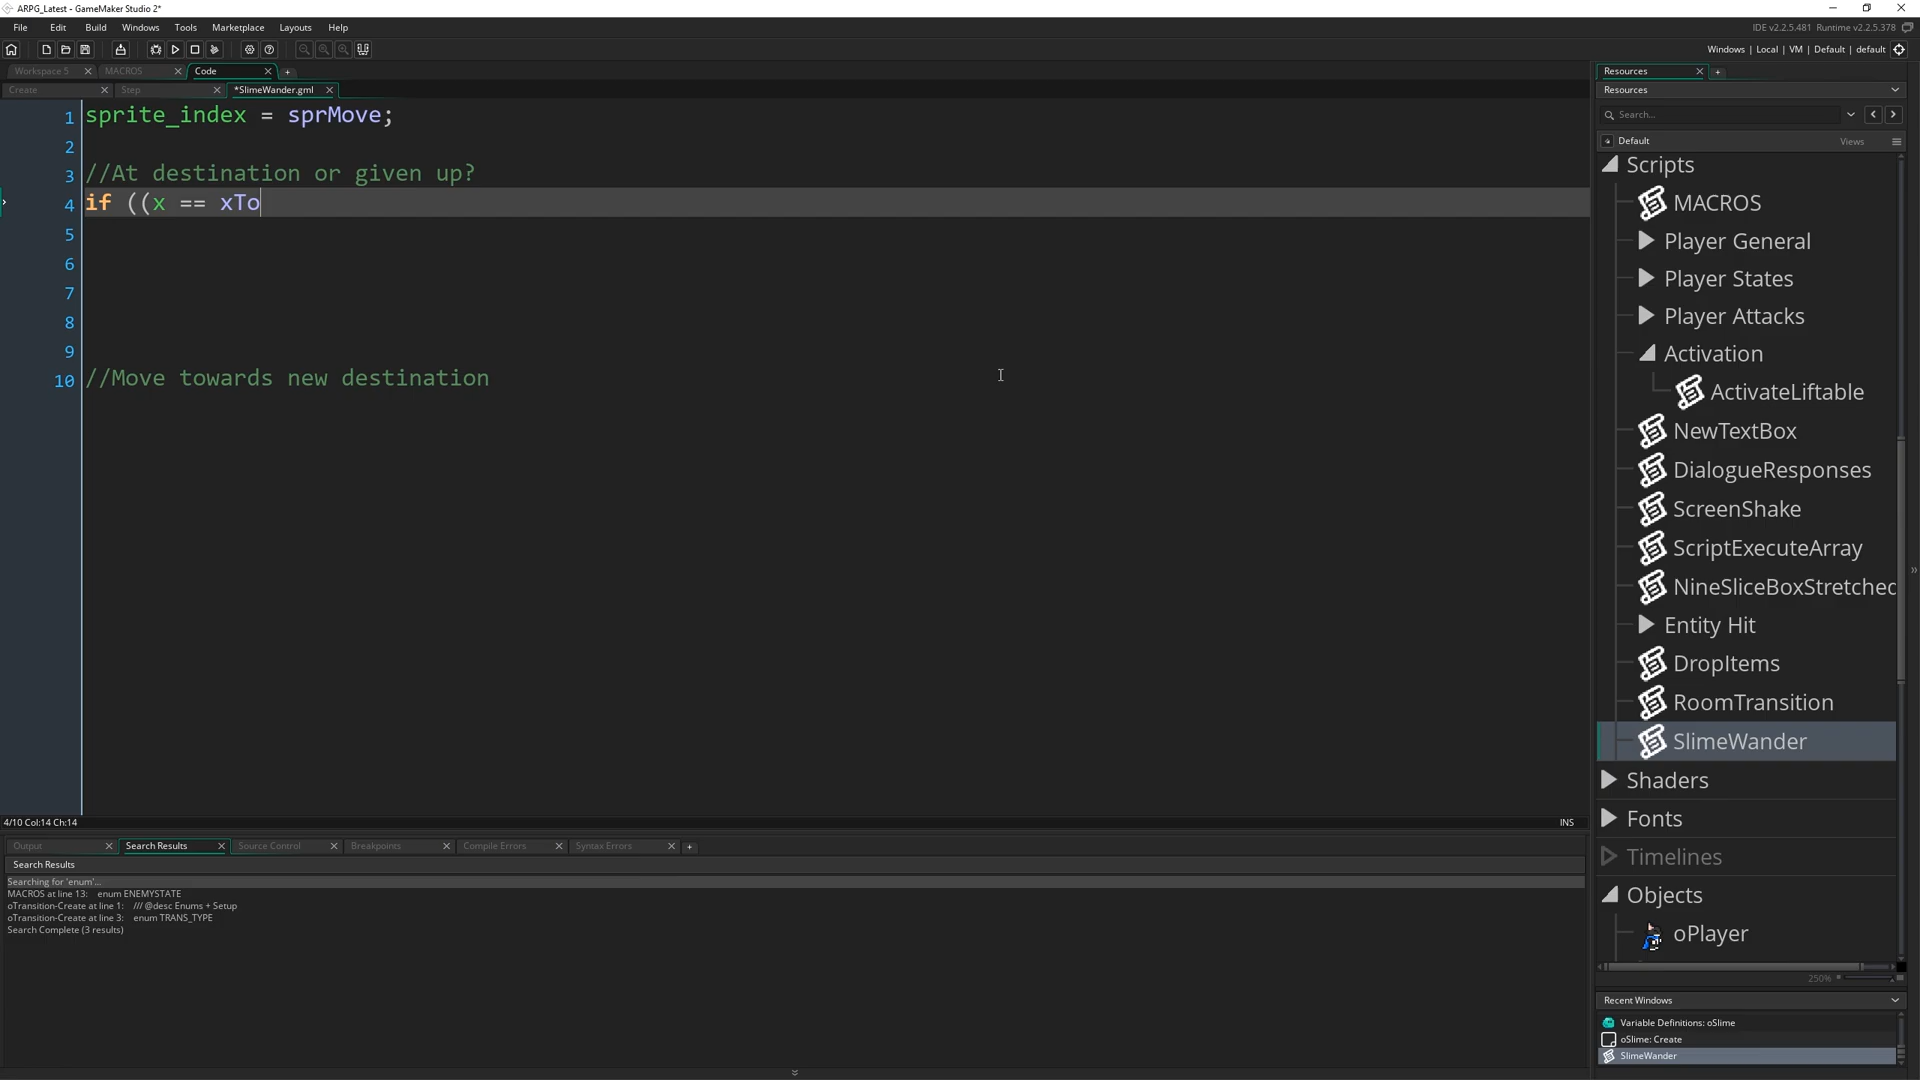 ARPG_Latest - GameMaker Studio 2*
File Edit Build Windows Tools Marketplace Layouts Help
IDE v2.2.5.481 Runtime v2.2.5.378
Windows | Local | VM | Default | default
Workspace 5 MACROS Code
Create Step *SlimeWander.gml
1 sprite_index = sprMove;
2
3 //At destination or given up?
4 if ((x == xTo
5
6
7
8
9
10 //Move towards new destination
4/10 Col:14 Ch:14
INS
Output Search Results Source Control Breakpoints Compile Errors Syntax Errors
Search Results
Searching for 'enum'...
MACROS at line 13: enum ENEMYSTATE
oTransition-Create at line 1: /// @desc Enums + Setup
oTransition-Create at line 3: enum TRANS_TYPE
Search Complete (3 results)
Resources
Resources
Search...
Default Views
Scripts
MACROS
Player General
Player States
Player Attacks
Activation
ActivateLiftable
NewTextBox
DialogueResponses
ScreenShake
ScriptExecuteArray
NineSliceBoxStretched
Entity Hit
DropItems
RoomTransition
SlimeWander
Shaders
Fonts
Timelines
Objects
oPlayer
250%
Recent Windows
Variable Definitions: oSlime
oSlime: Create
SlimeWander